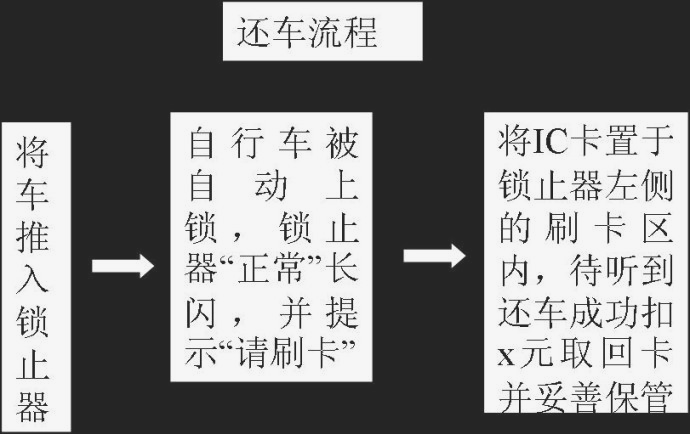 还车流程
将
车
推
入
锁
止
器
自行车被
自动上
锁，锁止
器“正常”长
闪，并提
示“请刷卡”
将IC卡置于
锁止器左侧
的刷卡区
内，待听到
还车成功扣
x元取回卡
并妥善保管